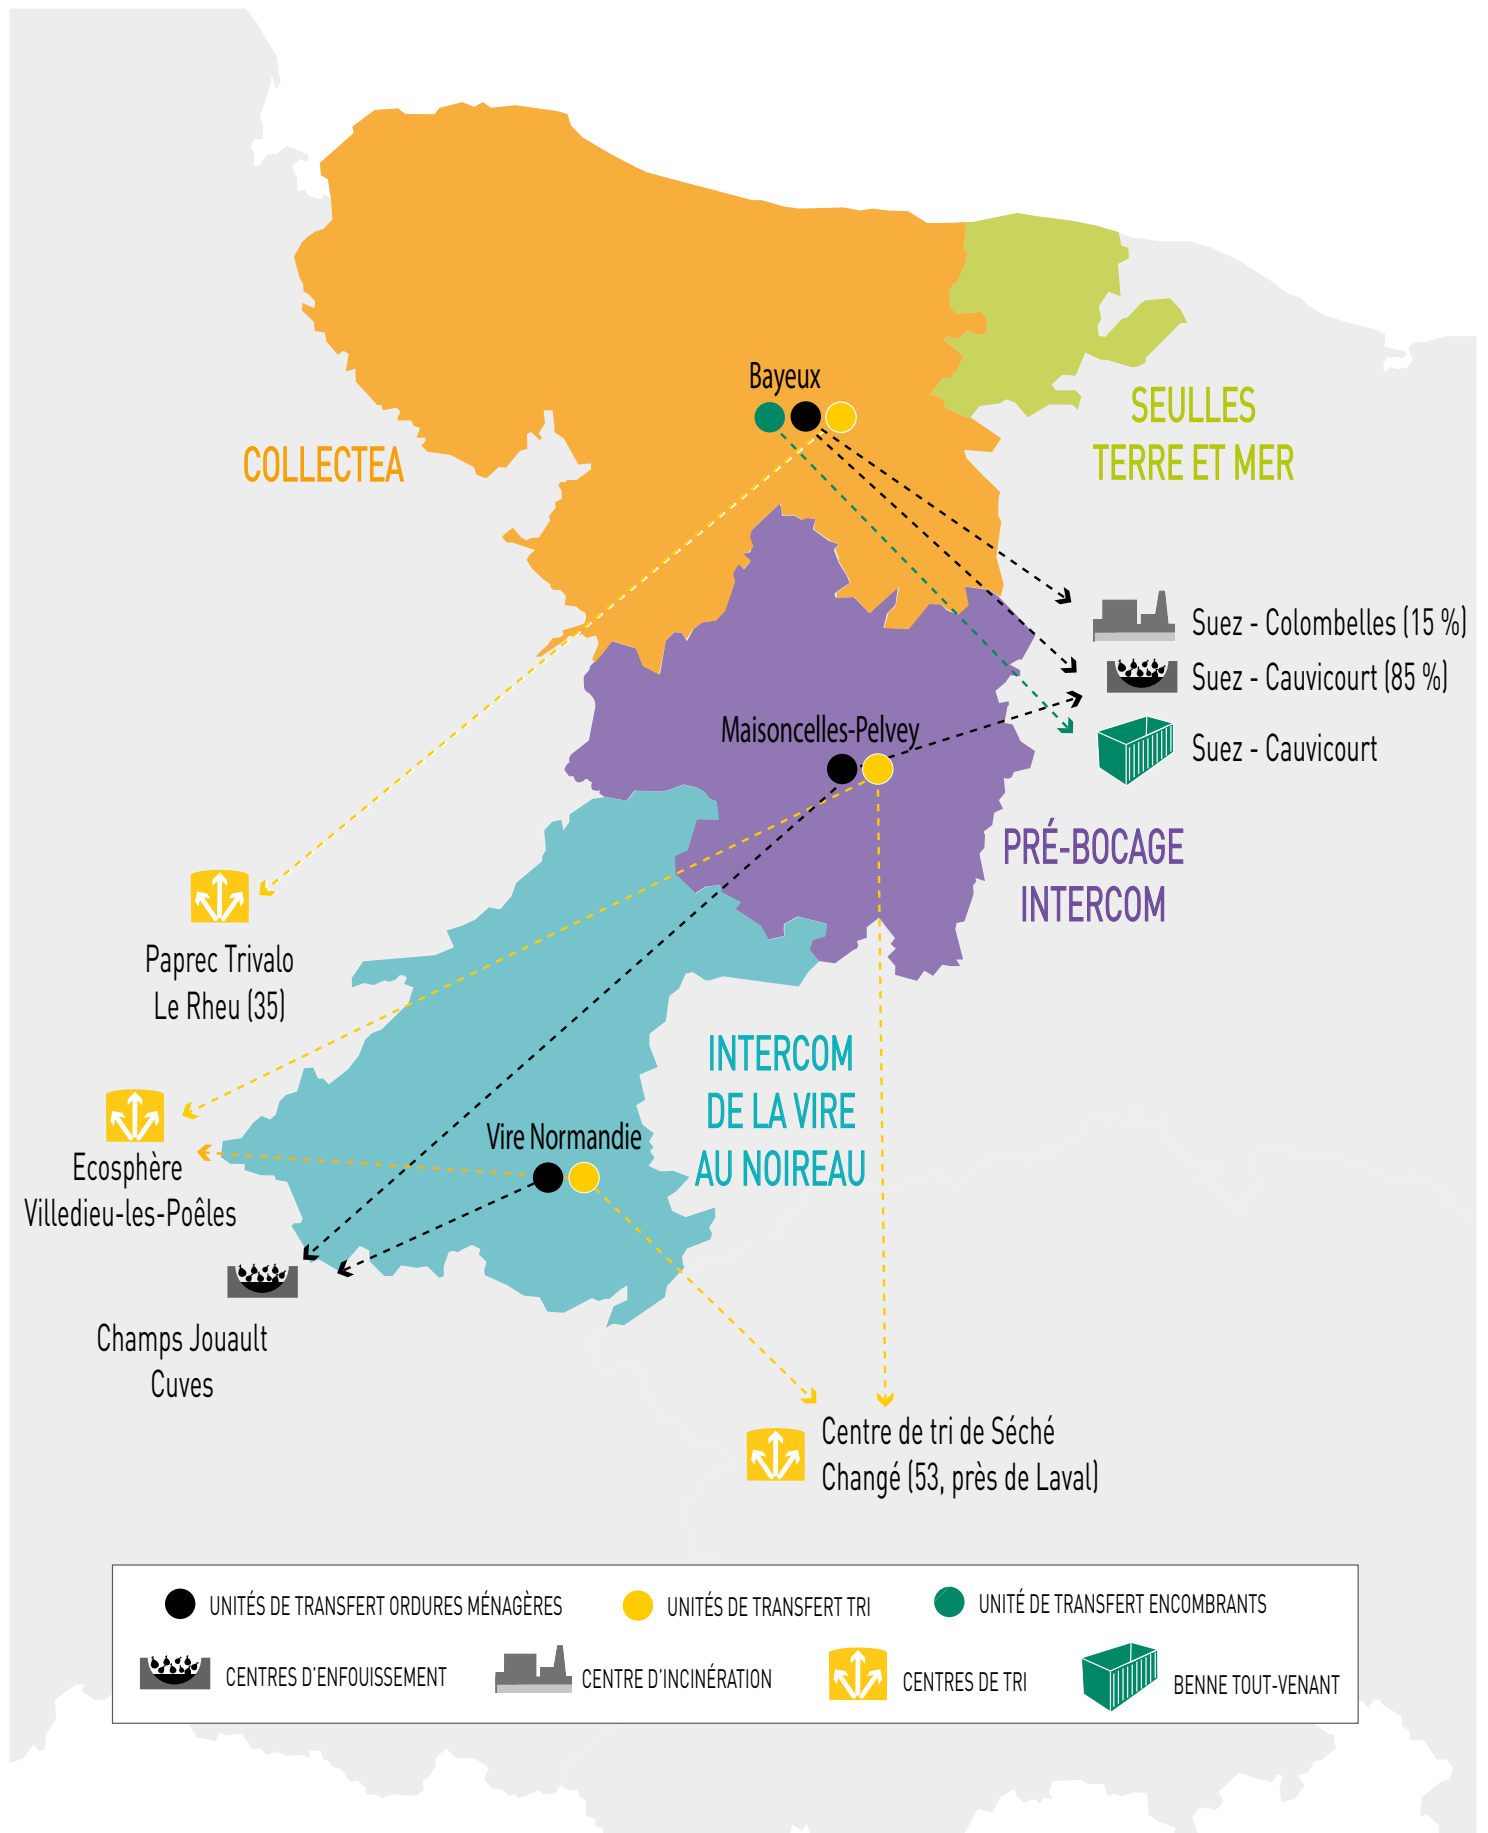 Bayeux
COLLECTEA
SEULLES
TERRE ET MER
Suez - Colombelles (15 %)
Suez - Cauvicourt (85 %)
Suez - Cauvicourt
Maisoncelles-Pelvey
PRÉ-BOCAGE
INTERCOM
Paprec Trivalo
Le Rheu (35)
INTERCOM
DE LA VIRE
AU NOIREAU
Vire Normandie
Ecosphère
Villedieu-les-Poêles
Champs Jouault
Cuves
Centre de tri de Séché
Changé (53, près de Laval)
UNITÉS DE TRANSFERT ORDURES MÉNAGÈRES
UNITÉS DE TRANSFERT TRI
UNITÉ DE TRANSFERT ENCOMBRANTS
CENTRES D'ENFOUISSEMENT
CENTRE D'INCINÉRATION
CENTRES DE TRI
BENNE TOUT-VENANT